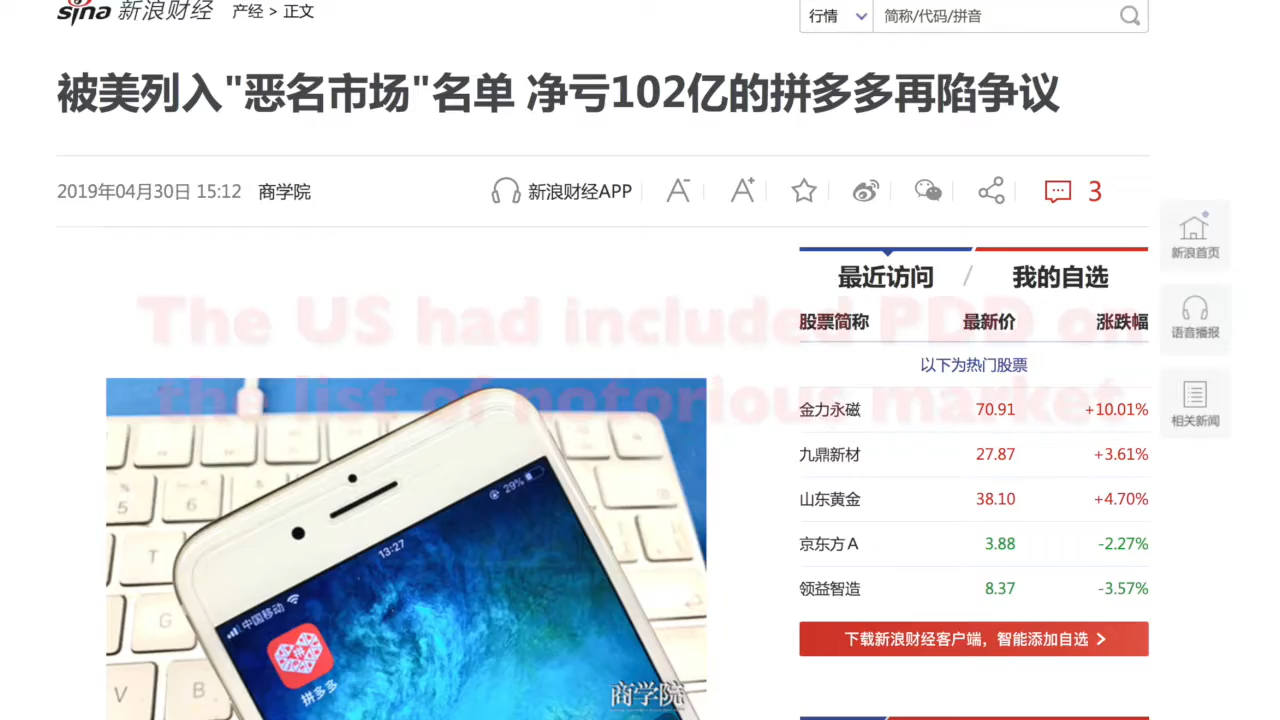 sina 新浪财经 产经 > 正文
行情 简称/代码/拼音
被美列入"恶名市场"名单 净亏102亿的拼多多再陷争议
2019年04月30日 15:12 商学院
新浪财经APP A- A+ 3
The US had included PDD on
the list of notorious market
最近访问 / 我的自选
股票简称 最新价 涨跌幅
以下为热门股票
金力永磁 70.91 +10.01%
九鼎新材 27.87 +3.61%
山东黄金 38.10 +4.70%
京东方A 3.88 -2.27%
领益智造 8.37 -3.57%
下载新浪财经客户端，智能添加自选
新浪首页
语音播报
相关新闻
29%
13:27
中国移动
拼多多
5
6
T
G
V
B
商学院